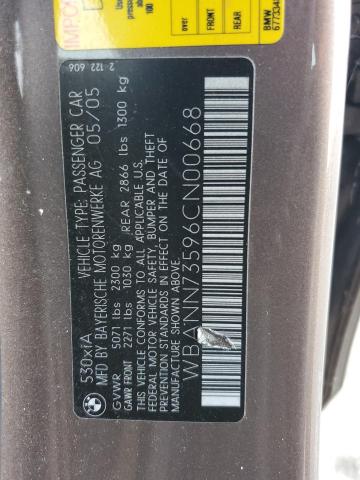 530xiA
VEHICLE TYPE: PASSENGER CAR
MFD BY BAYERISCHE MOTORENWERKE AG 05/05
GVWR 5071 lbs 2300 kg
GAWR FRONT 2271 lbs 1030 kg REAR 2866 lbs 1300 kg
THIS VEHICLE CONFORMS TO ALL APPLICABLE U.S.
FEDERAL MOTOR VEHICLE SAFETY, BUMPER AND THEFT
PREVENTION STANDARDS IN EFFECT ON THE DATE OF
MANUFACTURE SHOWN ABOVE.
WBANN73596CN00668
2 122 606
over
100
FRONT
REAR
BMW